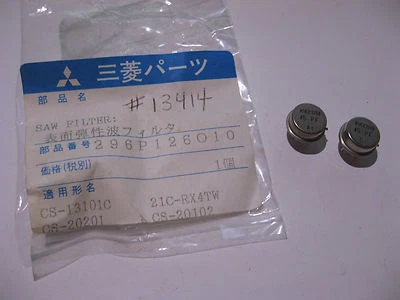 三菱パーツ
部品名
#13414
SAW FILTER:
表面弾性波フィルタ
部品番号 296P126O10
価格(税別) 1個
適用形名
CS-13101C 21C-RX4TW
CS-20201 CS-20102